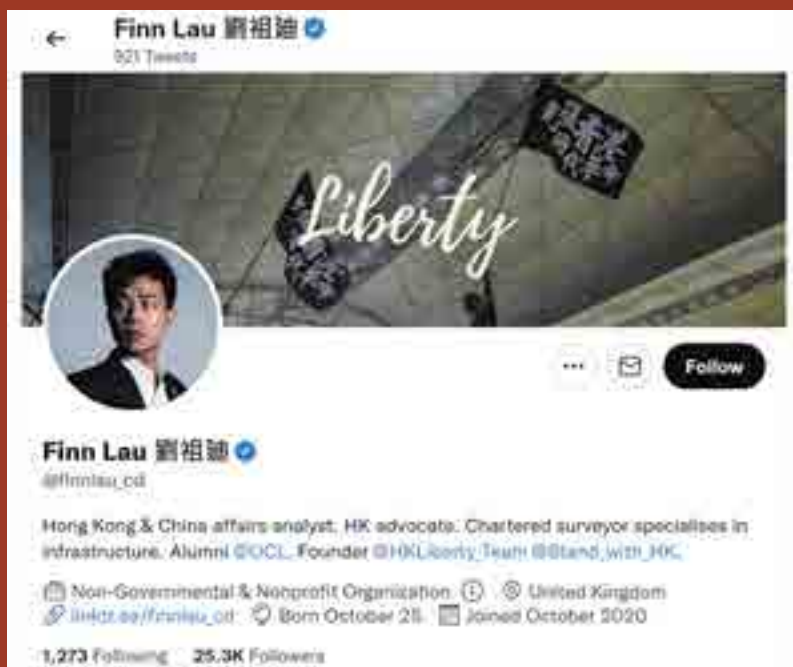 Finn Lau 劉祖廸
921 Tweets
Liberty
Follow
Finn Lau 劉祖廸
@finnlau_cd
Hong Kong & China affairs analyst. HK advocate. Chartered surveyor specialises in
infrastructure. Alumni @UCL. Founder @HKLiberty_Team @Stand_with_HK.
Non-Governmental & Nonprofit Organization United Kingdom
linktr.ee/finnlau_cd Born October 25 Joined October 2020
1,273 Following 25.3K Followers